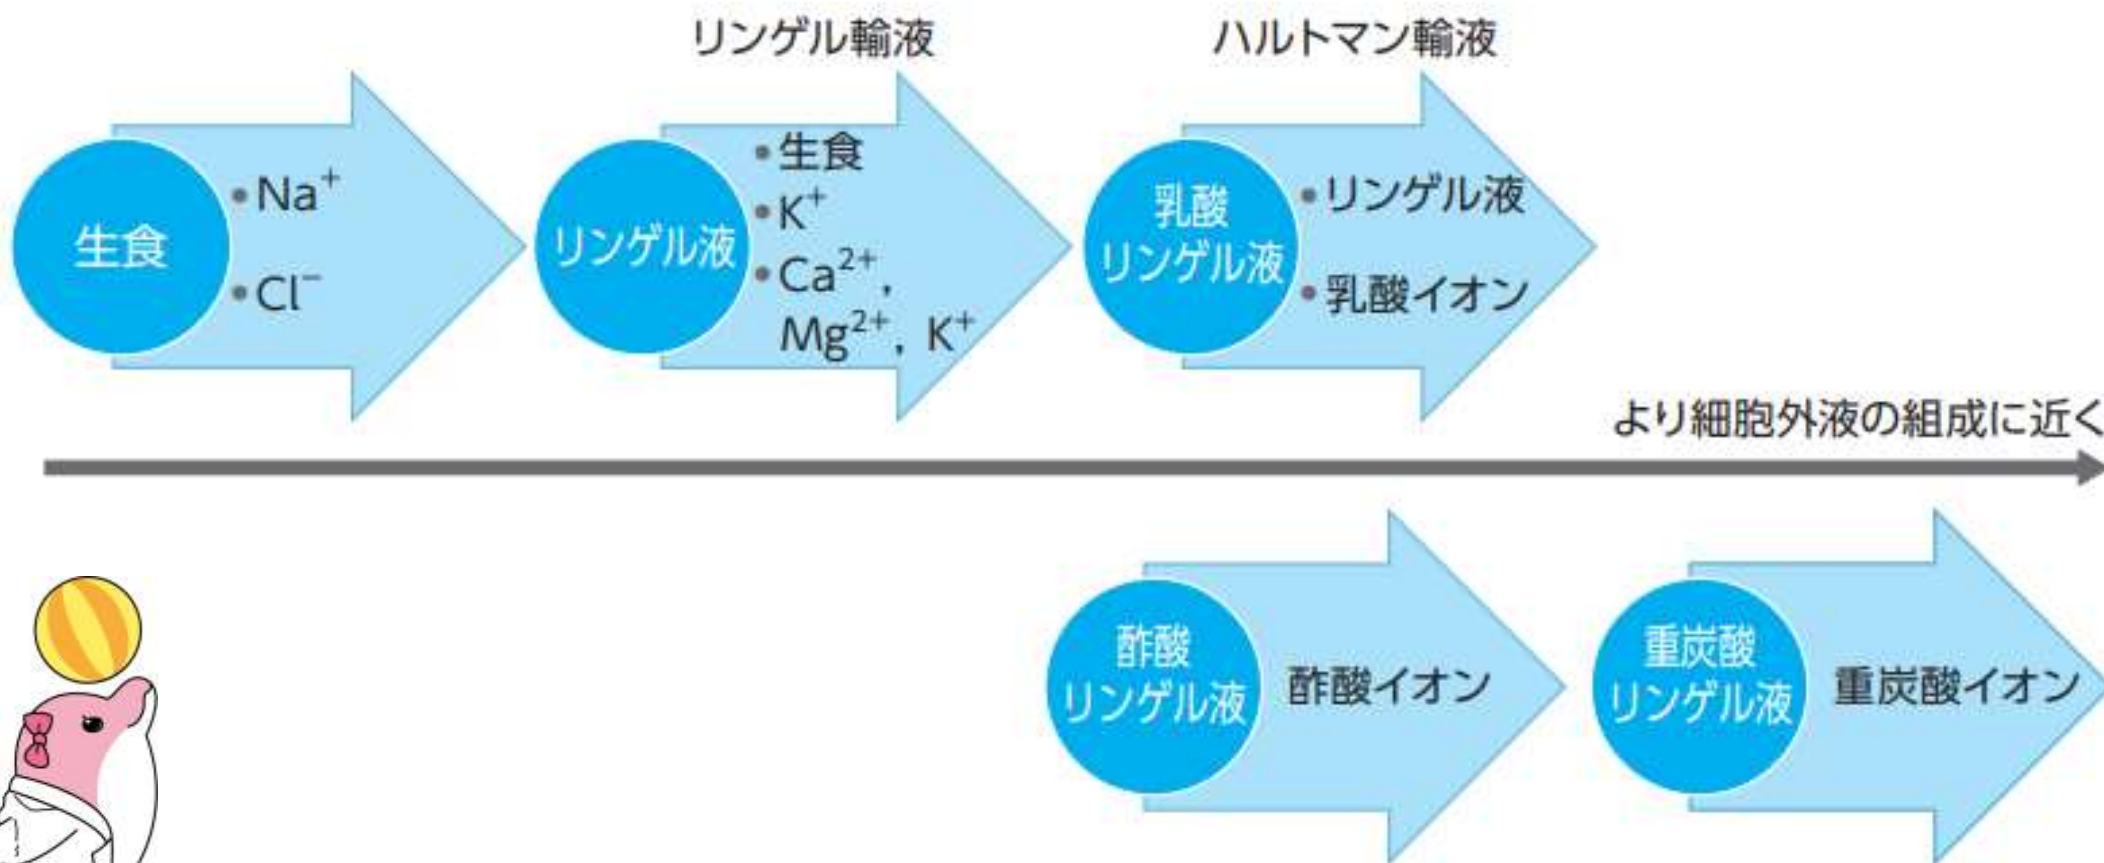 リンゲル輸液
ハルトマン輸液
生食
•Na⁺
•Cl⁻
リンゲル液
•生食
•K⁺
•Ca²⁺,
Mg²⁺, K⁺
乳酸
リンゲル液
•リンゲル液
•乳酸イオン
より細胞外液の組成に近く
酢酸
リンゲル液
酢酸イオン
重炭酸
リンゲル液
重炭酸イオン